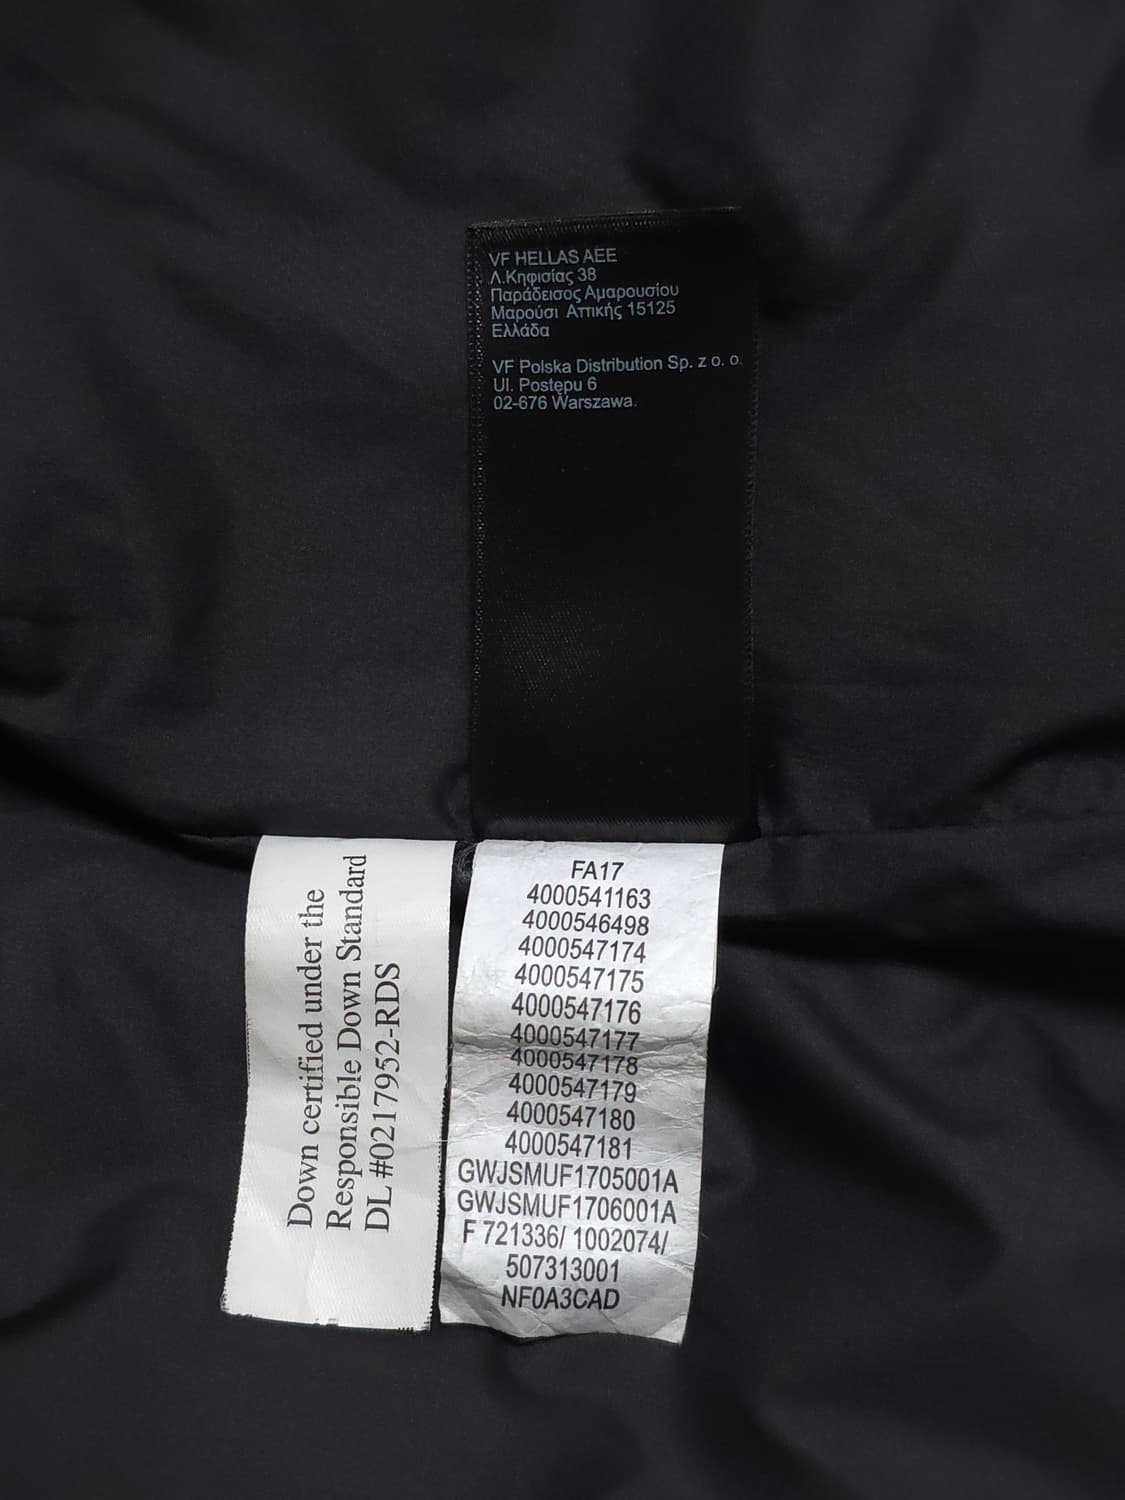 VF HELLAS AEE
Λ.Κηφισίας 38
Παράδεισος Αμαρουσίου
Μαρούσι Αττικής 15125
Ελλάδα
VF Polska Distribution Sp. z o. o.
Ul. Postępu 6
02-676 Warszawa.
Down certified under the
Responsible Down Standard
DL #0217952-RDS
FA17
4000541163
4000546498
4000547174
4000547175
4000547176
4000547177
4000547178
4000547179
4000547180
4000547181
GWJSMUF1705001A
GWJSMUF1706001A
F 721336/ 1002074/
507313001
NF0A3CAD